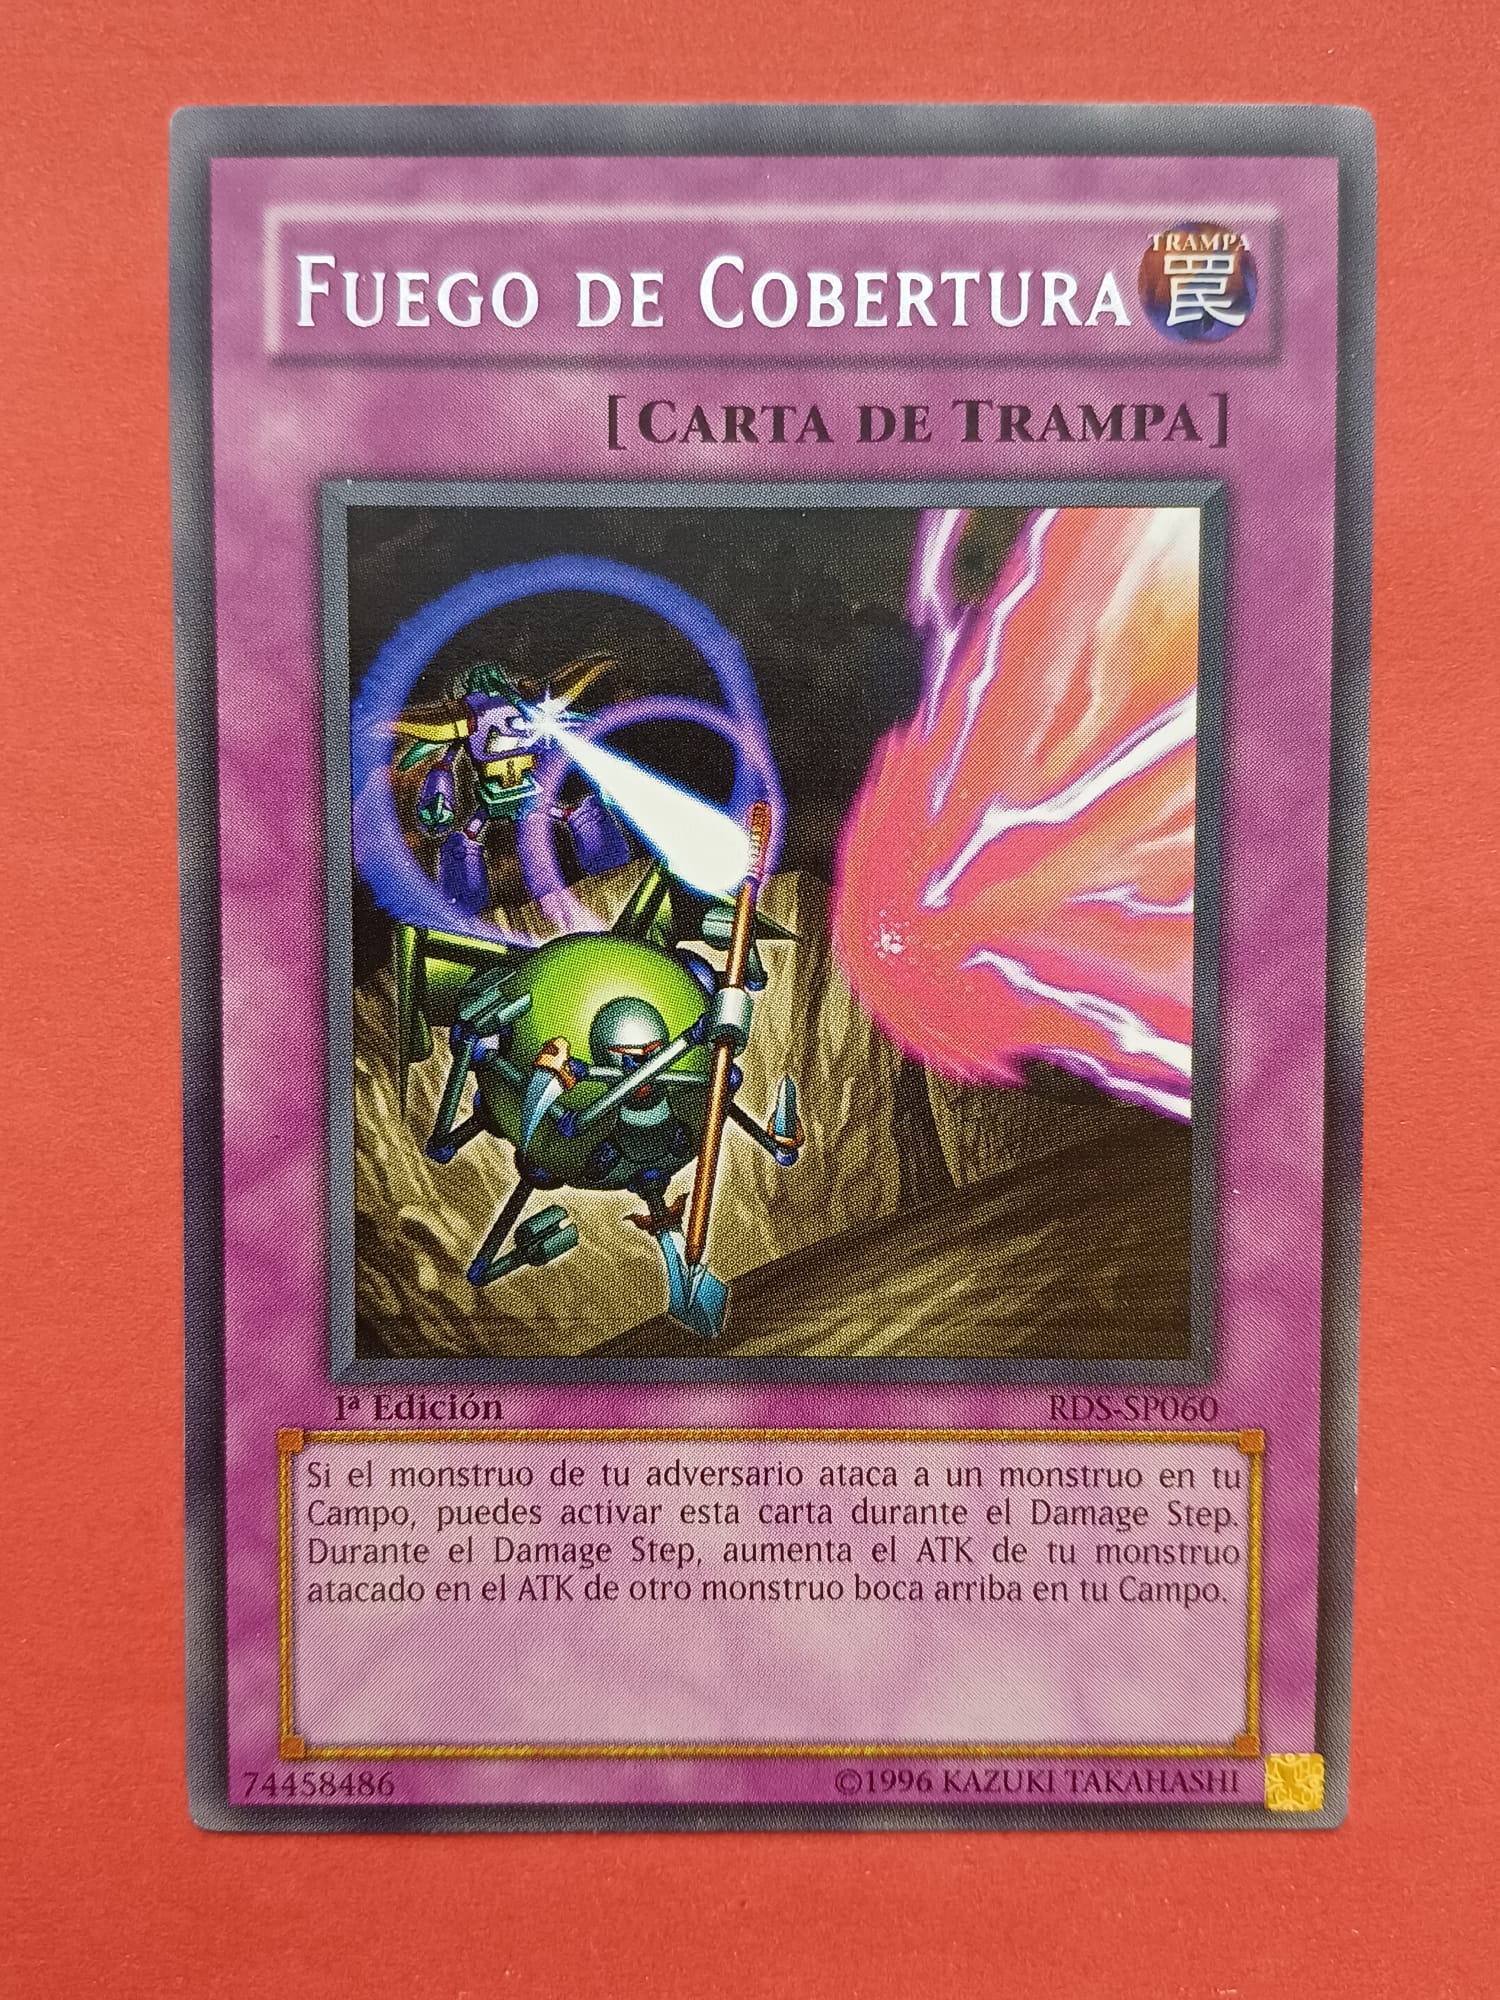 FUEGO DE COBERTURA
TRAMPA
罠
[CARTA DE TRAMPA]
1ª Edición
RDS-SP060
Si el monstruo de tu adversario ataca a un monstruo en tu
Campo, puedes activar esta carta durante el Damage Step.
Durante el Damage Step, aumenta el ATK de tu monstruo
atacado en el ATK de otro monstruo boca arriba en tu Campo.
74458486
©1996 KAZUKI TAKAHASHI